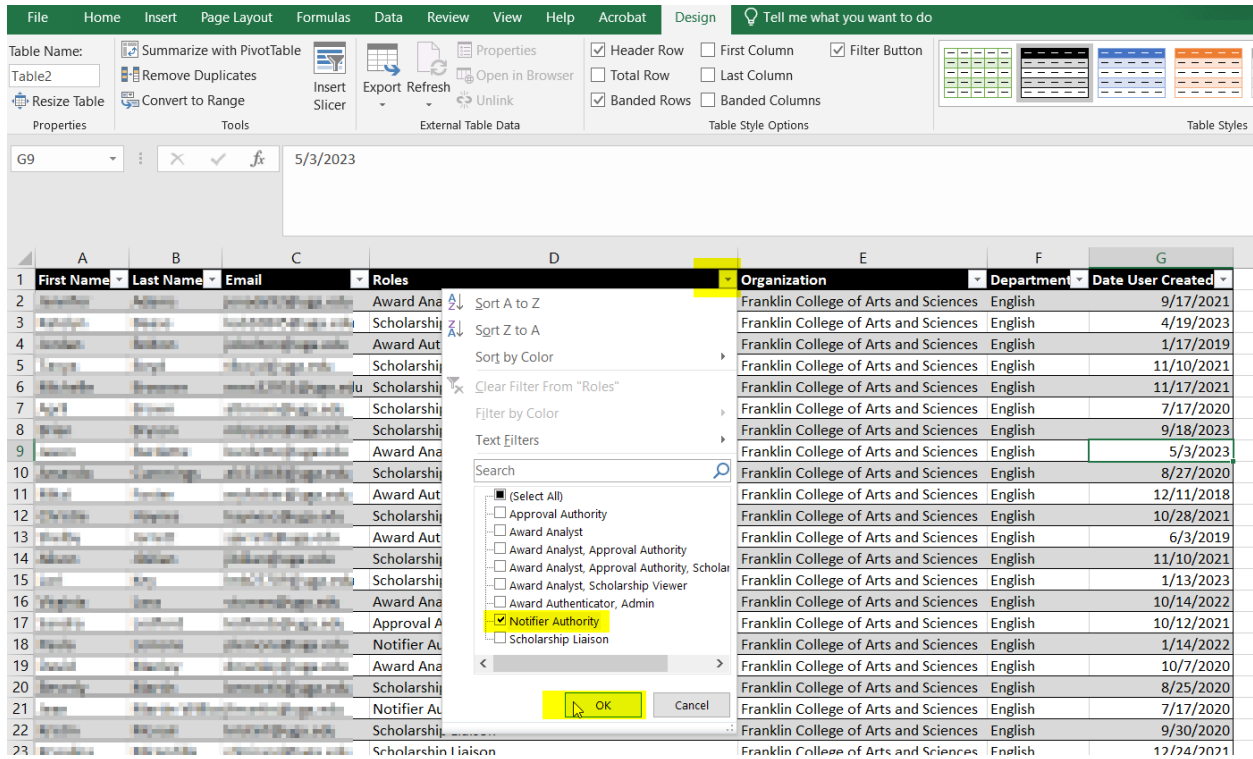 File Home Insert Page Layout Formulas Data Review View Help Acrobat Design Tell me what you want to do
Table Name:
Table2
Resize Table
Properties
Summarize with PivotTable
Remove Duplicates
Convert to Range
Tools
Insert
Slicer
Export Refresh
Properties
Open in Browser
Unlink
External Table Data
Header Row First Column Filter Button
Total Row Last Column
Banded Rows Banded Columns
Table Style Options
Table Styles
G9 fx 5/3/2023
A B C D E F G
1 First Name Last Name Email Roles Organization Department Date User Created
2 Award Ana Franklin College of Arts and Sciences English 9/17/2021
3 Scholarshi Franklin College of Arts and Sciences English 4/19/2023
4 Award Aut Franklin College of Arts and Sciences English 1/17/2019
5 Scholarshi Franklin College of Arts and Sciences English 11/10/2021
6 Scholarshi Franklin College of Arts and Sciences English 11/17/2021
7 Scholarshi Franklin College of Arts and Sciences English 7/17/2020
8 Scholarshi Franklin College of Arts and Sciences English 9/18/2023
9 Award Ana Franklin College of Arts and Sciences English 5/3/2023
10 Scholarshi Franklin College of Arts and Sciences English 8/27/2020
11 Award Aut Franklin College of Arts and Sciences English 12/11/2018
12 Scholarshi Franklin College of Arts and Sciences English 10/28/2021
13 Award Aut Franklin College of Arts and Sciences English 6/3/2019
14 Scholarshi Franklin College of Arts and Sciences English 11/10/2021
15 Scholarshi Franklin College of Arts and Sciences English 1/13/2023
16 Award Ana Franklin College of Arts and Sciences English 10/14/2022
17 Approval A Franklin College of Arts and Sciences English 10/12/2021
18 Notifier Au Franklin College of Arts and Sciences English 1/14/2022
19 Award Ana Franklin College of Arts and Sciences English 10/7/2020
20 Scholarshi Franklin College of Arts and Sciences English 8/25/2020
21 Notifier Au Franklin College of Arts and Sciences English 7/17/2020
22 Scholarship Liaison Franklin College of Arts and Sciences English 9/30/2020
23 Scholarship Liaison Franklin College of Arts and Sciences English 12/24/2021
Sort A to Z
Sort Z to A
Sort by Color
Clear Filter From "Roles"
Filter by Color
Text Filters
Search
(Select All)
Approval Authority
Award Analyst
Award Analyst, Approval Authority
Award Analyst, Approval Authority, Scholar
Award Analyst, Scholarship Viewer
Award Authenticator, Admin
Notifier Authority
Scholarship Liaison
OK Cancel